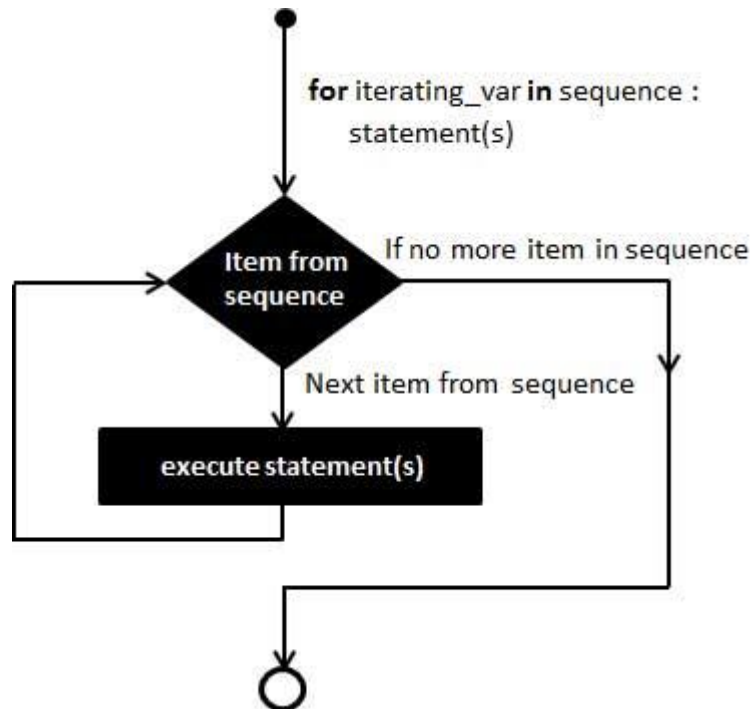 for iterating_var in sequence :
statement(s)
If no more item in sequence
Item from
sequence
Next item from sequence
execute statement(s)